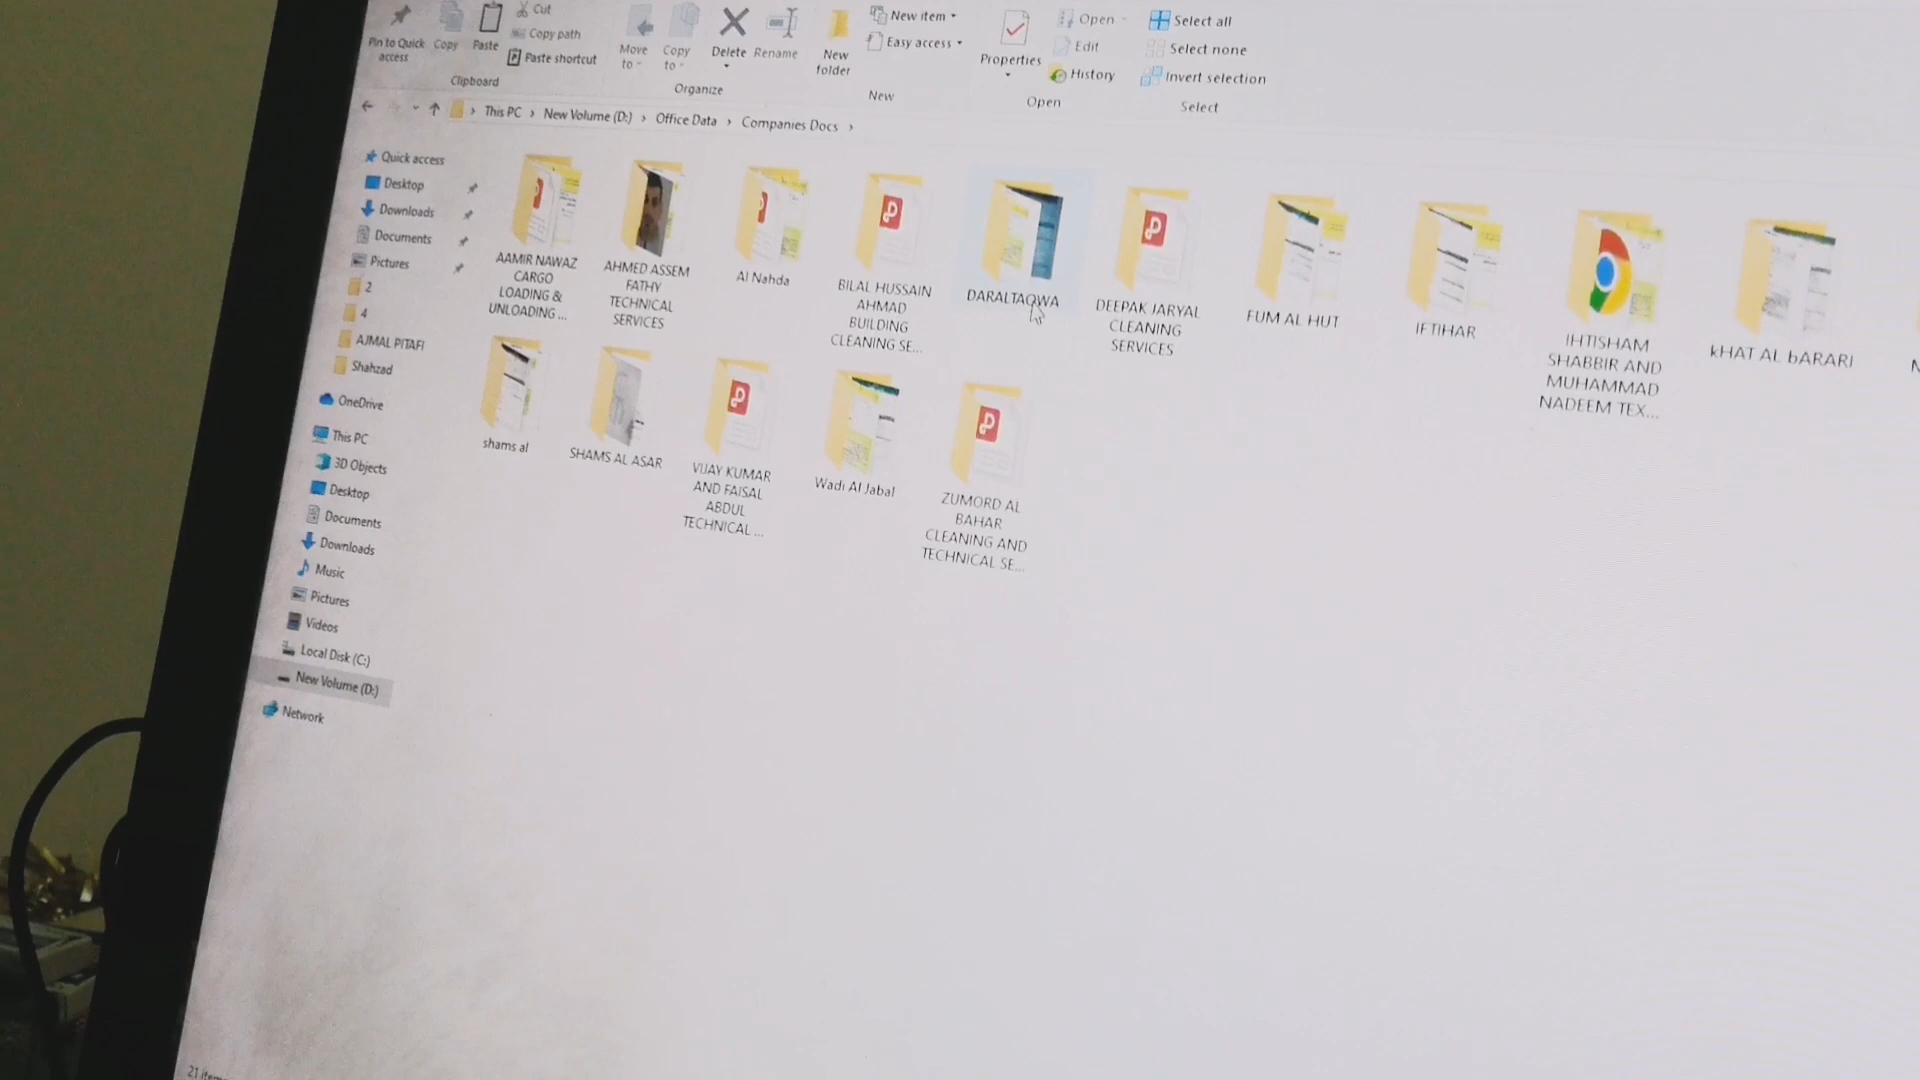 Cut
Copy path
Paste shortcut
Pin to Quick access
Copy
Paste
Clipboard
Move to
Copy to
Delete
Rename
Organize
New folder
New item
Easy access
New
Properties
Open
Edit
History
Open
Select all
Select none
Invert selection
Select
This PC > New Volume (D:) > Office Data > Companies Docs >
Quick access
Desktop
Downloads
Documents
Pictures
2
4
AJMAL PITAFI
Shahzad
OneDrive
This PC
3D Objects
Desktop
Documents
Downloads
Music
Pictures
Videos
Local Disk (C:)
New Volume (D:)
Network
AAMIR NAWAZ
CARGO
LOADING &
UNLOADING ...
AHMED ASSEM
FATHY
TECHNICAL
SERVICES
Al Nahda
BILAL HUSSAIN
AHMAD
BUILDING
CLEANING SE...
DARALTAQWA
DEEPAK JARYAL
CLEANING
SERVICES
FUM AL HUT
IFTIHAR
IHTISHAM
SHABBIR AND
MUHAMMAD
NADEEM TEX...
kHAT AL bARARI
shams al
SHAMS AL ASAR
VIJAY KUMAR
AND FAISAL
ABDUL
TECHNICAL ...
Wadi Al Jabal
ZUMORD AL
BAHAR
CLEANING AND
TECHNICAL SE...
21